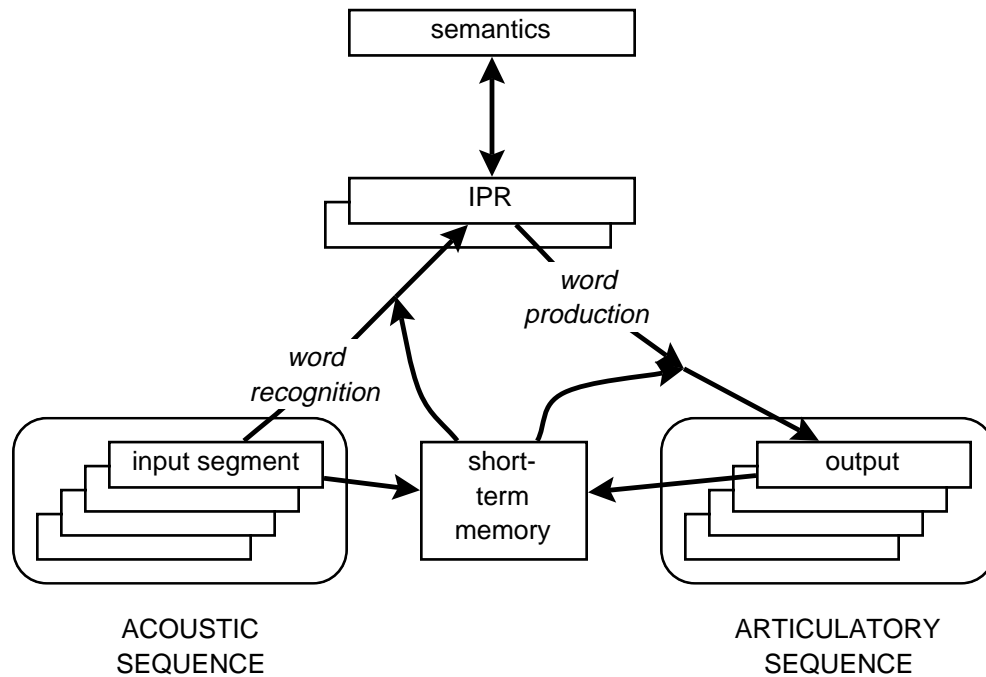 semantics
IPR
word
production
word
recognition
input segment
short-
term
memory
output
ACOUSTIC
SEQUENCE
ARTICULATORY
SEQUENCE